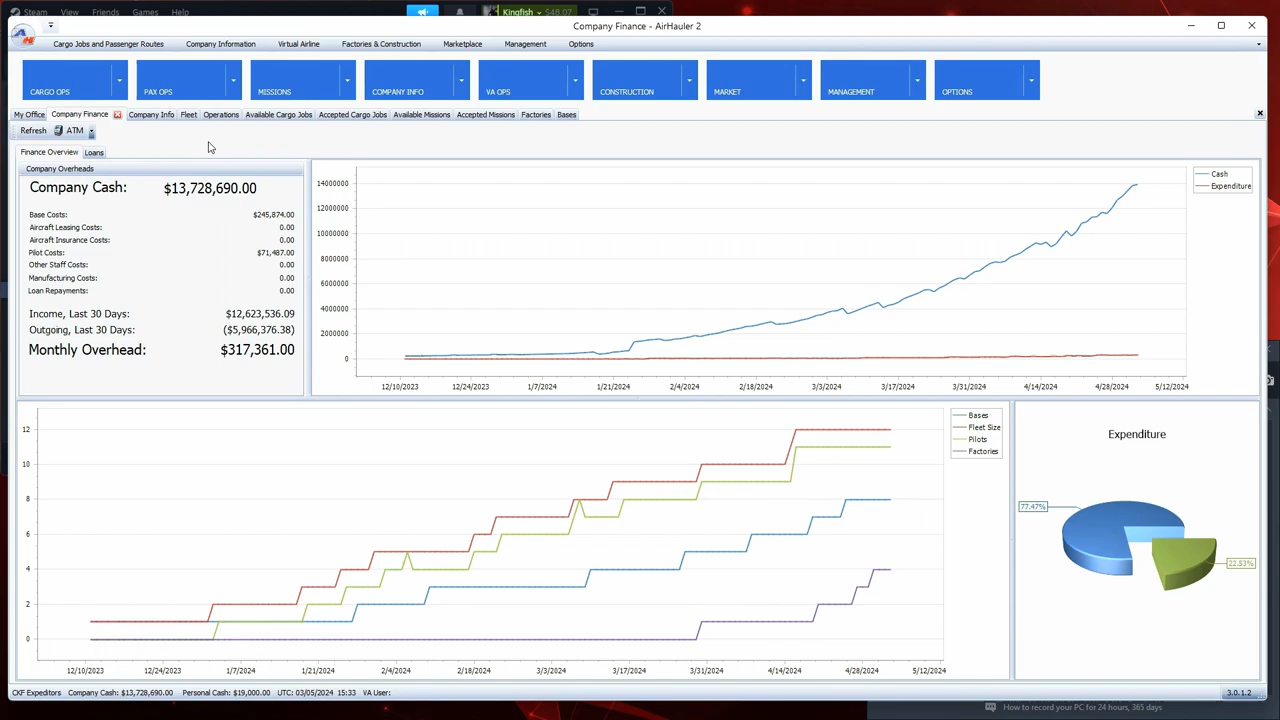 Steam View Friends Games Help Kingfish $48.07
Company Finance - AirHauler 2
Cargo Jobs and Passenger Routes Company Information Virtual Airline Factories & Construction Marketplace Management Options
CARGO OPS PAX OPS MISSIONS COMPANY INFO VA OPS CONSTRUCTION MARKET MANAGEMENT OPTIONS
My Office Company Finance Company Info Fleet Operations Available Cargo Jobs Accepted Cargo Jobs Available Missions Accepted Missions Factories Bases
Refresh ATM
Finance Overview Loans
Company Overheads
Company Cash: $13,728,690.00
Base Costs: $245,874.00
Aircraft Leasing Costs: 0.00
Aircraft Insurance Costs: 0.00
Pilot Costs: $71,487.00
Other Staff Costs: 0.00
Manufacturing Costs: 0.00
Loan Repayments: 0.00
Income, Last 30 Days: $12,623,536.09
Outgoing, Last 30 Days: ($5,966,376.38)
Monthly Overhead: $317,361.00
14000000
12000000
10000000
8000000
6000000
4000000
2000000
0
12/10/2023 12/24/2023 1/7/2024 1/21/2024 2/4/2024 2/18/2024 3/3/2024 3/17/2024 3/31/2024 4/14/2024 4/28/2024 5/12/2024
Cash
Expenditure
12
10
8
6
4
2
0
12/10/2023 12/24/2023 1/7/2024 1/21/2024 2/4/2024 2/18/2024 3/3/2024 3/17/2024 3/31/2024 4/14/2024 4/28/2024 5/12/2024
Bases
Fleet Size
Pilots
Factories
Expenditure
77.47%
22.53%
CKF Expeditors Company Cash: $13,728,690.00 Personal Cash: $19,000.00 UTC: 03/05/2024 15:33 VA User: 3.0.1.2
How to record your PC for 24 hours, 365 days